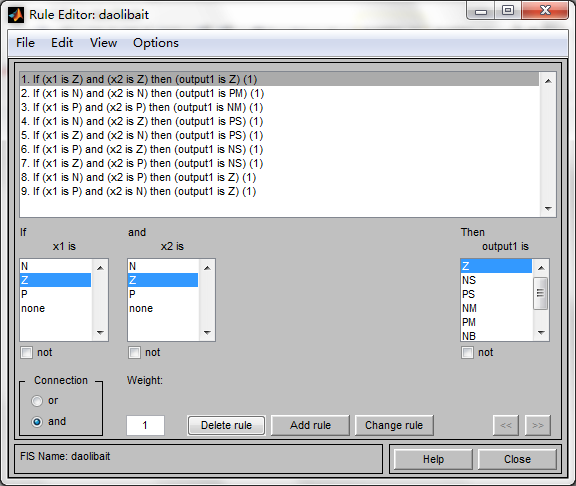 Rule Editor: daolibait
File Edit View Options
1. If (x1 is Z) and (x2 is Z) then (output1 is Z) (1)
2. If (x1 is N) and (x2 is N) then (output1 is PM) (1)
3. If (x1 is P) and (x2 is P) then (output1 is NM) (1)
4. If (x1 is N) and (x2 is Z) then (output1 is PS) (1)
5. If (x1 is Z) and (x2 is N) then (output1 is PS) (1)
6. If (x1 is P) and (x2 is Z) then (output1 is NS) (1)
7. If (x1 is Z) and (x2 is P) then (output1 is NS) (1)
8. If (x1 is N) and (x2 is P) then (output1 is Z) (1)
9. If (x1 is P) and (x2 is N) then (output1 is Z) (1)
If and Then
x1 is x2 is output1 is
N N Z
Z Z NS
P P PS
none none NM
PM
NB
not not not
Connection Weight:
or
and 1 Delete rule Add rule Change rule << >>
FIS Name: daolibait Help Close